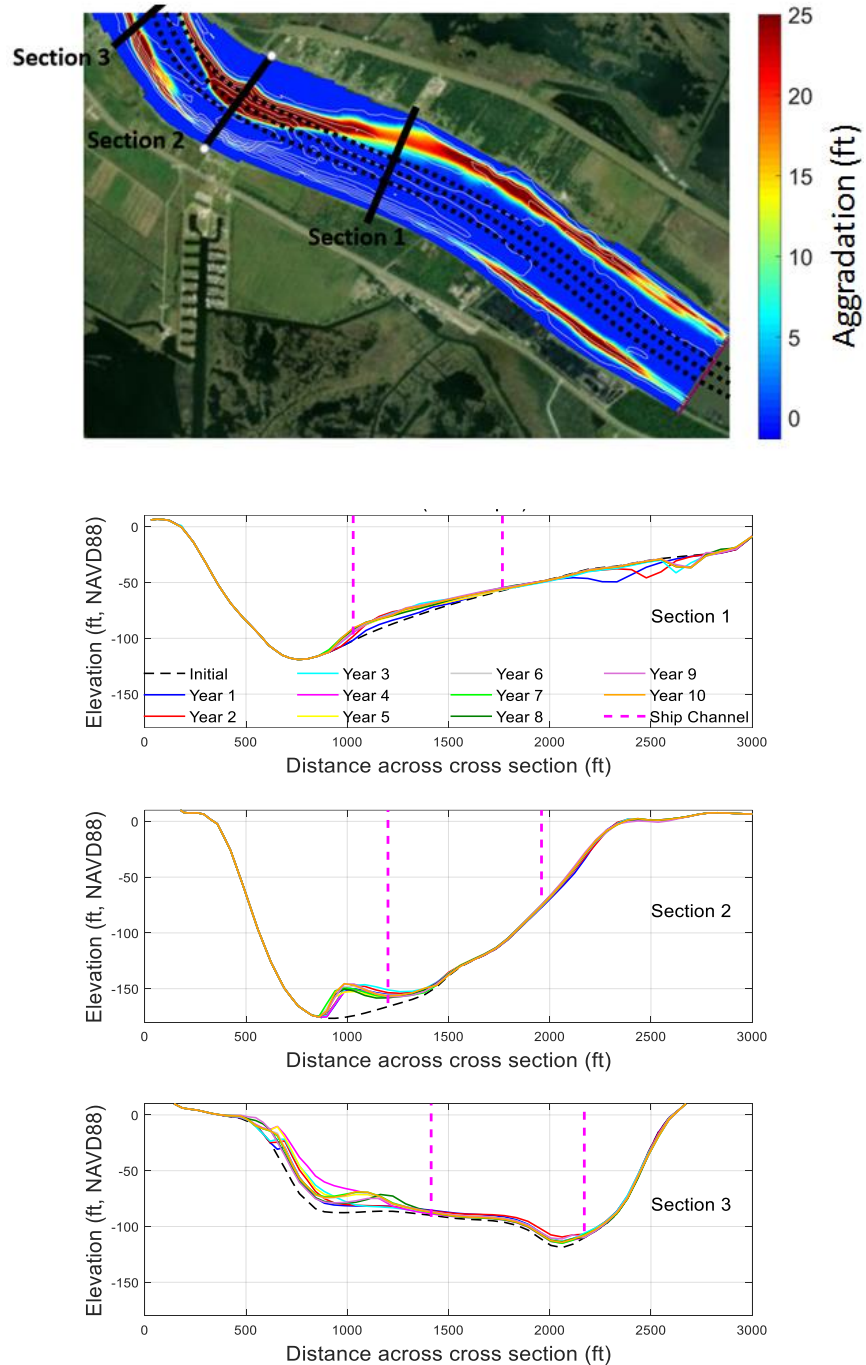 25
Section 3
20
Section 2
15
Section 1
10
5
0
Aggradation (ft)
0
-50
-100
-150
Elevation (ft, NAVD88)
Section 1
Initial Year 3 Year 6 Year 9
Year 1 Year 4 Year 7 Year 10
Year 2 Year 5 Year 8 Ship Channel
0 500 1000 1500 2000 2500 3000
Distance across cross section (ft)
0
-50
-100
-150
Elevation (ft, NAVD88)
Section 2
0 500 1000 1500 2000 2500 3000
Distance across cross section (ft)
0
-50
-100
-150
Elevation (ft, NAVD88)
Section 3
0 500 1000 1500 2000 2500 3000
Distance across cross section (ft)